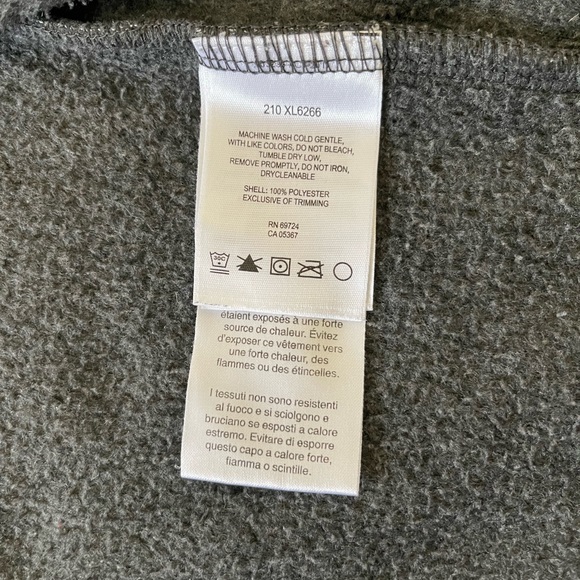 210 XL6266
MACHINE WASH COLD GENTLE,
WITH LIKE COLORS, DO NOT BLEACH,
TUMBLE DRY LOW,
REMOVE PROMPTLY, DO NOT IRON,
DRYCLEANABLE
SHELL: 100% POLYESTER
EXCLUSIVE OF TRIMMING
RN 69724
CA 05367
30C
étaient exposés à une forte
source de chaleur. Évitez
d'exposer ce vêtement vers
une forte chaleur, des
flammes ou des étincelles.
I tessuti non sono resistenti
al fuoco e si sciolgono e
bruciano se esposti a calore
estremo. Evitare di esporre
questo capo a calore forte,
fiamma o scintille.